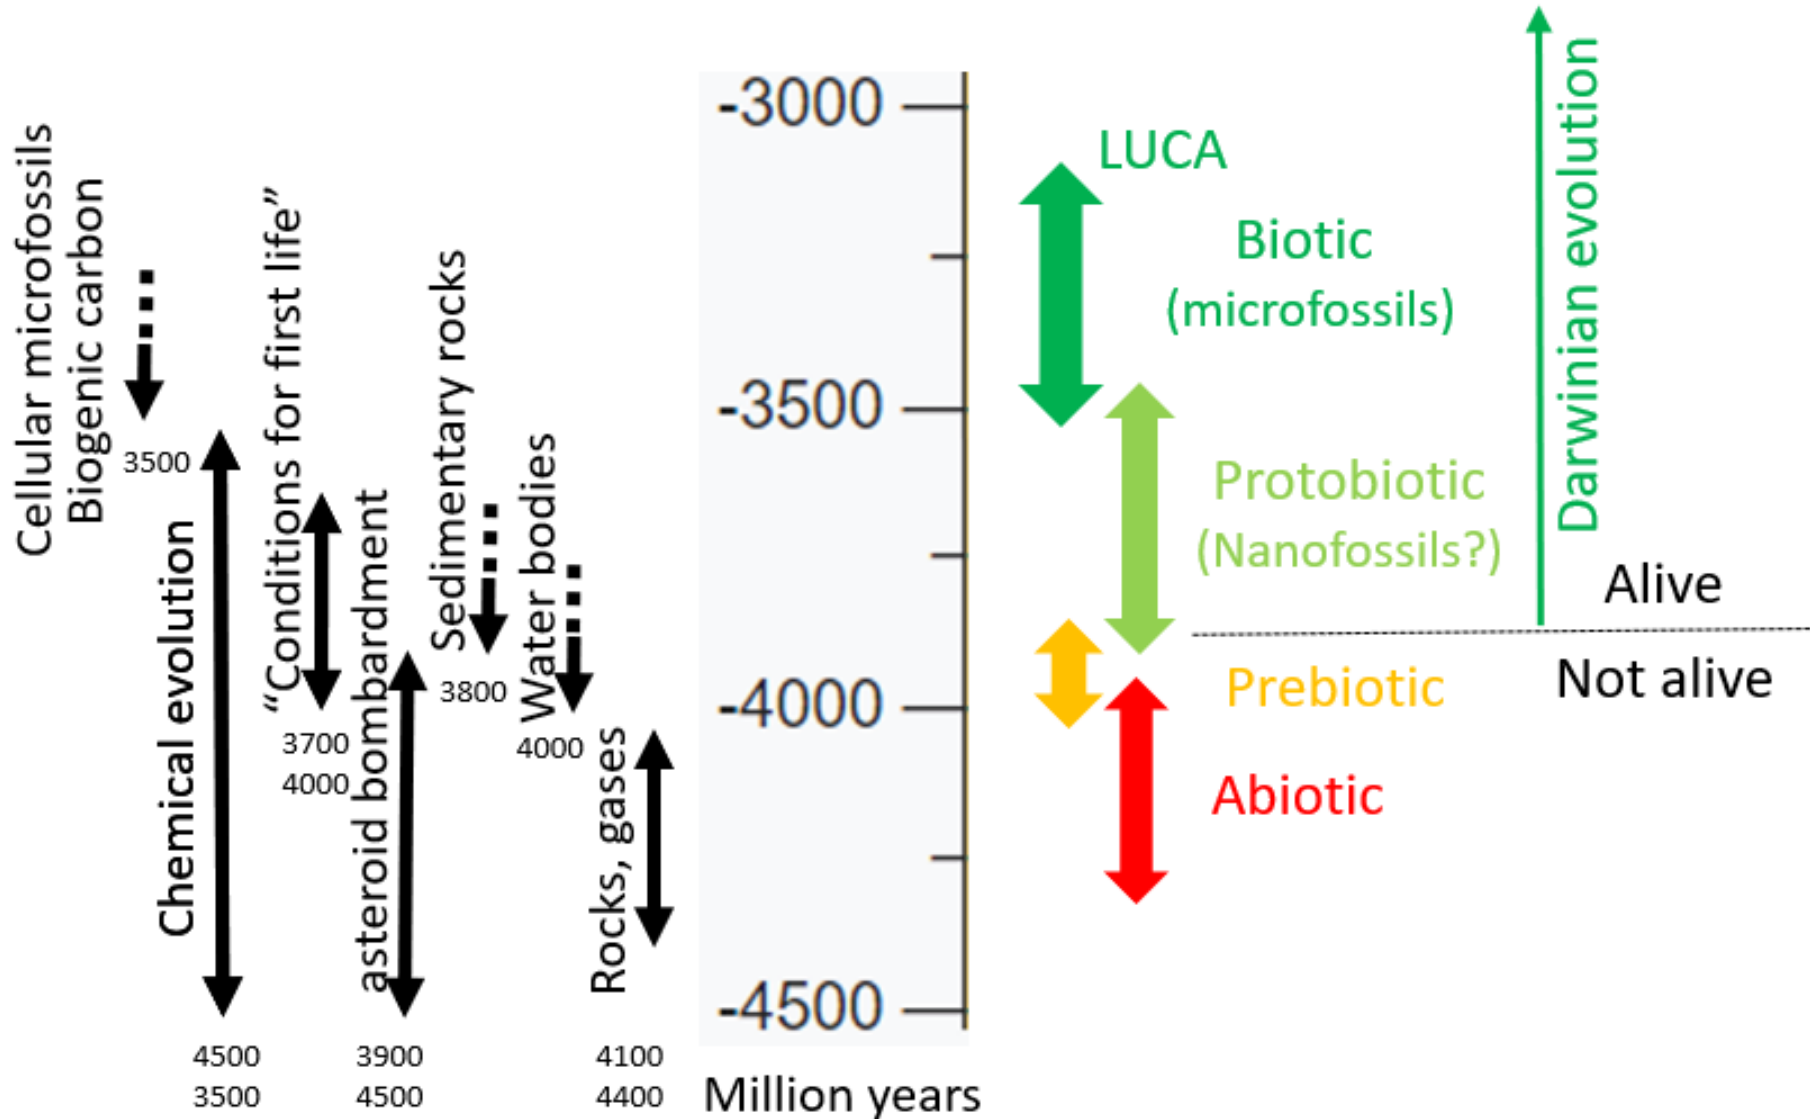 Cellular microfossils
Biogenic carbon
3500
Chemical evolution
4500
3500
“Conditions for first life”
3700
4000
asteroid bombardment
3900
4500
Sedimentary rocks
3800
Water bodies
4000
Rocks, gases
4100
4400
-3000
-3500
-4000
-4500
Million years
LUCA
Biotic
(microfossils)
Protobiotic
(Nanofossils?)
Prebiotic
Abiotic
Darwinian evolution
Alive
Not alive